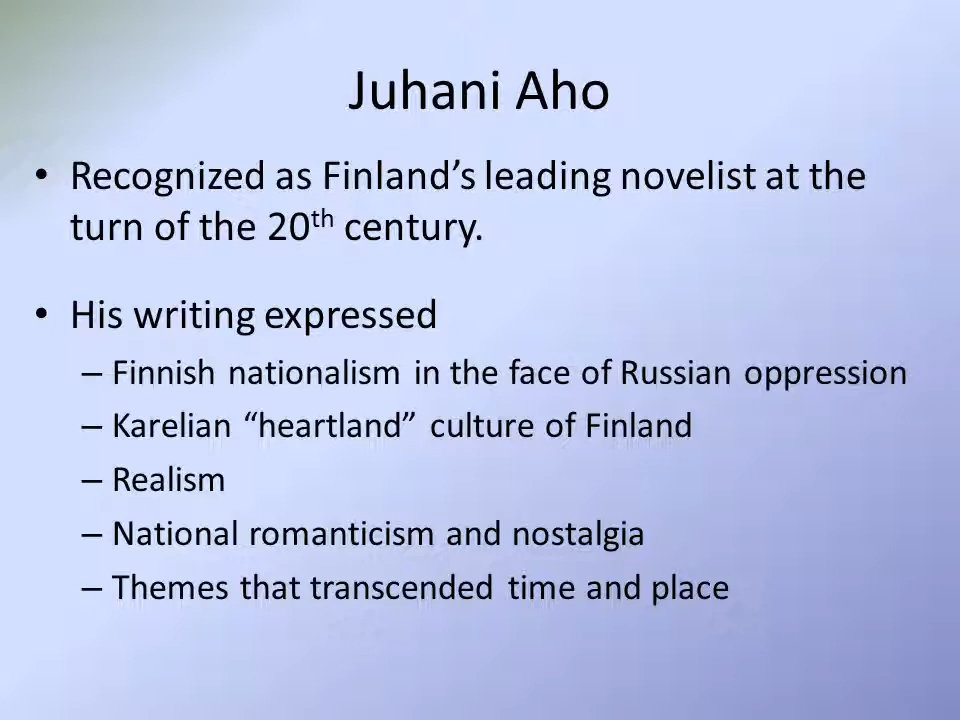 Juhani Aho
• Recognized as Finland’s leading novelist at the
turn of the 20th century.
• His writing expressed
– Finnish nationalism in the face of Russian oppression
– Karelian “heartland” culture of Finland
– Realism
– National romanticism and nostalgia
– Themes that transcended time and place